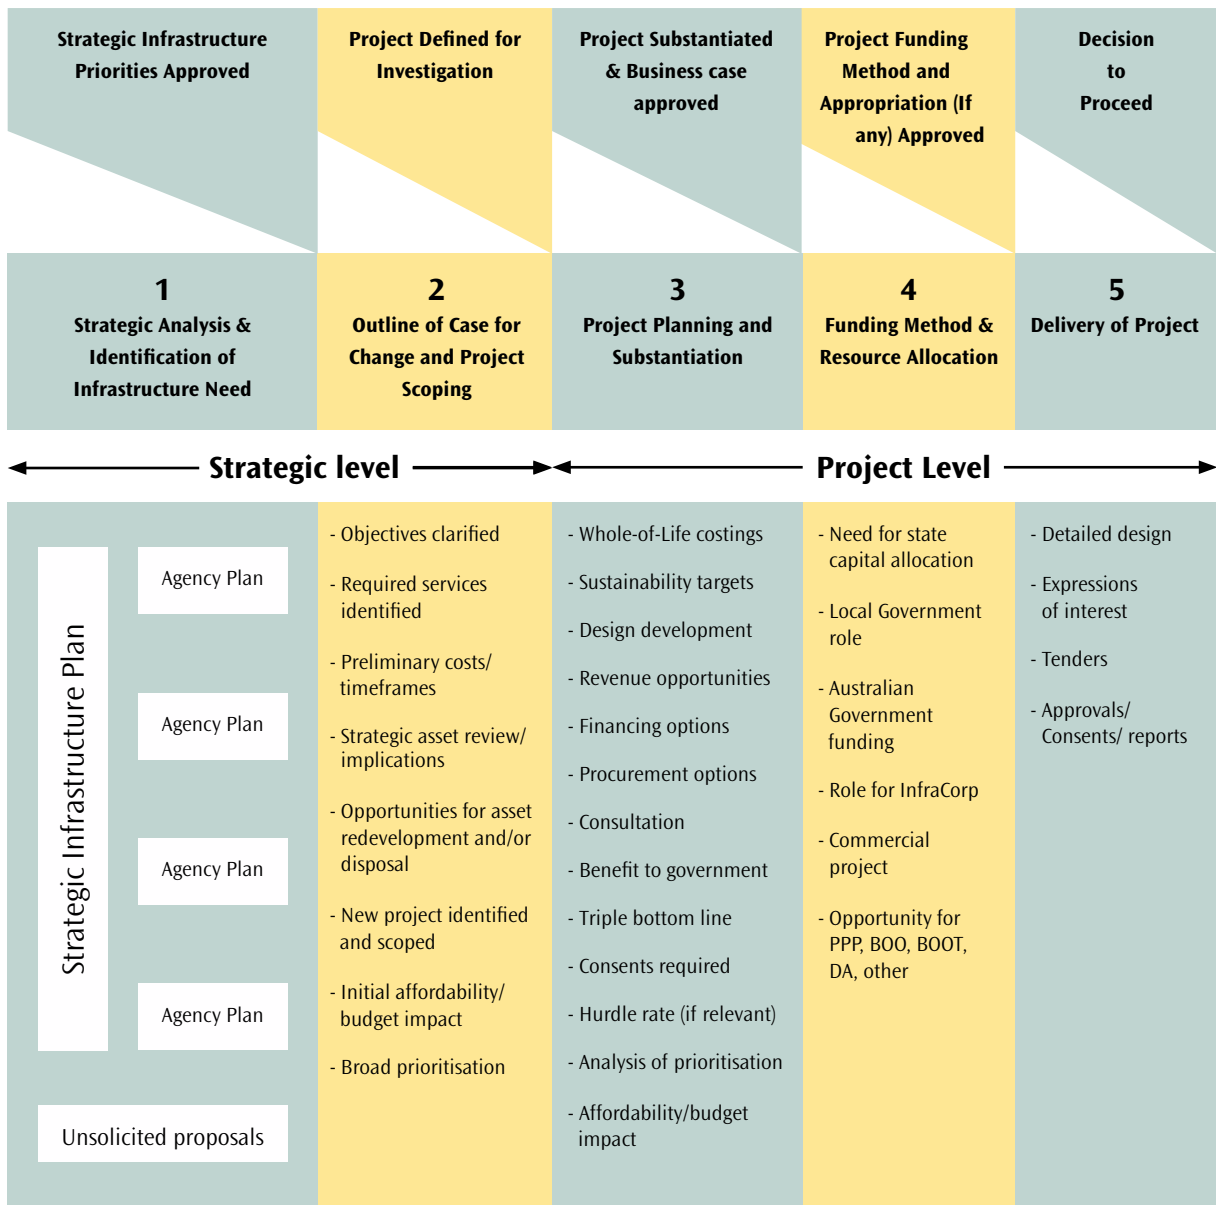 Strategic Infrastructure
Priorities Approved
Project Defined for
Investigation
Project Substantiated
& Business case
approved
Project Funding
Method and
Appropriation (If
any) Approved
Decision
to
Proceed
1
Strategic Analysis &
Identification of
Infrastructure Need
2
Outline of Case for
Change and Project
Scoping
3
Project Planning and
Substantiation
4
Funding Method &
Resource Allocation
5
Delivery of Project
Strategic level
Project Level
Strategic Infrastructure Plan
Agency Plan
Agency Plan
Agency Plan
Agency Plan
Unsolicited proposals
- Objectives clarified
- Required services
identified
- Preliminary costs/
timeframes
- Strategic asset review/
implications
- Opportunities for asset
redevelopment and/or
disposal
- New project identified
and scoped
- Initial affordability/
budget impact
- Broad prioritisation
- Whole-of-Life costings
- Sustainability targets
- Design development
- Revenue opportunities
- Financing options
- Procurement options
- Consultation
- Benefit to government
- Triple bottom line
- Consents required
- Hurdle rate (if relevant)
- Analysis of prioritisation
- Affordability/budget
impact
- Need for state
capital allocation
- Local Government
role
- Australian
Government
funding
- Role for InfraCorp
- Commercial
project
- Opportunity for
PPP, BOO, BOOT,
DA, other
- Detailed design
- Expressions
of interest
- Tenders
- Approvals/
Consents/ reports